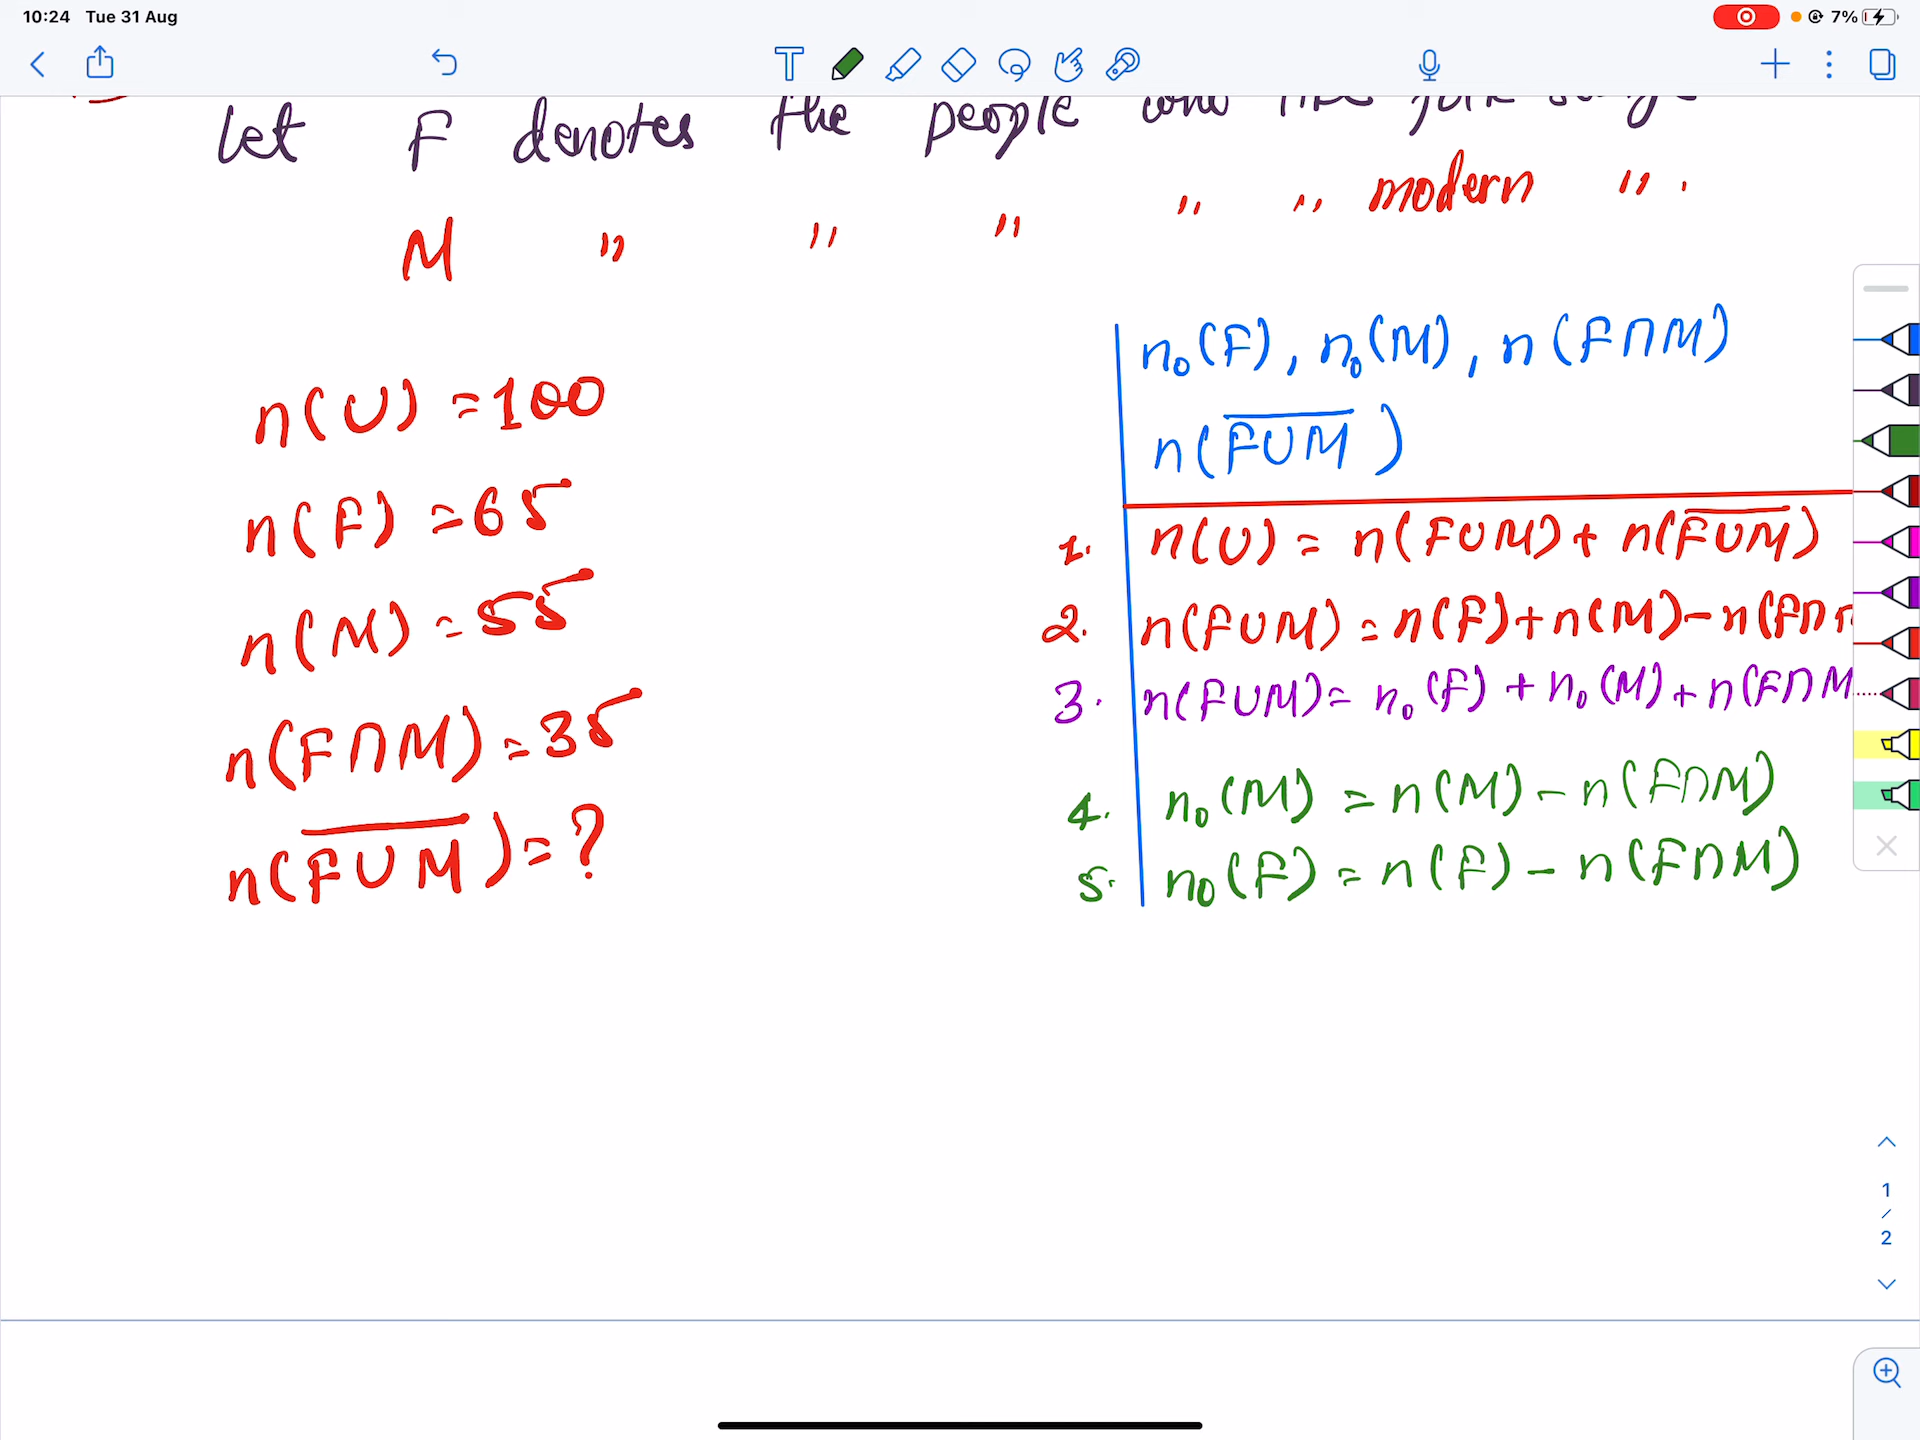 10:24 Tue 31 Aug
7%
T
let F denotes the people who
M " " " " " modern " .
n(U) = 100
n(F) = 65
n(M) = 55
n(F∩M) = 35
n(F∪M)̅ = ?
n₀(F), n₀(M), n(F∩M)
n(F∪M)̅
1. n(U) = n(F∪M) + n(F∪M)̅
2. n(F∪M) = n(F) + n(M) - n(F∩
3. n(F∪M) = n₀(F) + n₀(M) + n(F∩M
4. n₀(M) = n(M) - n(F∩M)
5. n₀(F) = n(F) - n(F∩M)
1
/
2